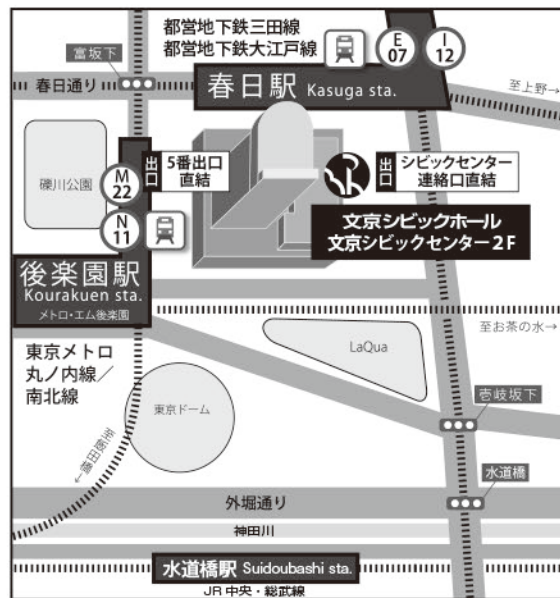 都営地下鉄三田線
都営地下鉄大江戸線
E
07
I
12
富坂下
春日通り
春日駅 Kasuga sta.
至上野→
礫川公園
M
22
出口
5番出口
直結
出口
シビックセンター
連絡口直結
N
11
文京シビックホール
文京シビックセンター2F
後楽園駅
Kourakuen sta.
メトロ・エム後楽園
至お茶の水→
東京メトロ
丸ノ内線／
南北線
LaQua
東京ドーム
壱岐坂下
至飯田橋→
水道橋
外堀通り
神田川
水道橋駅 Suidoubashi sta.
JR中央・総武線